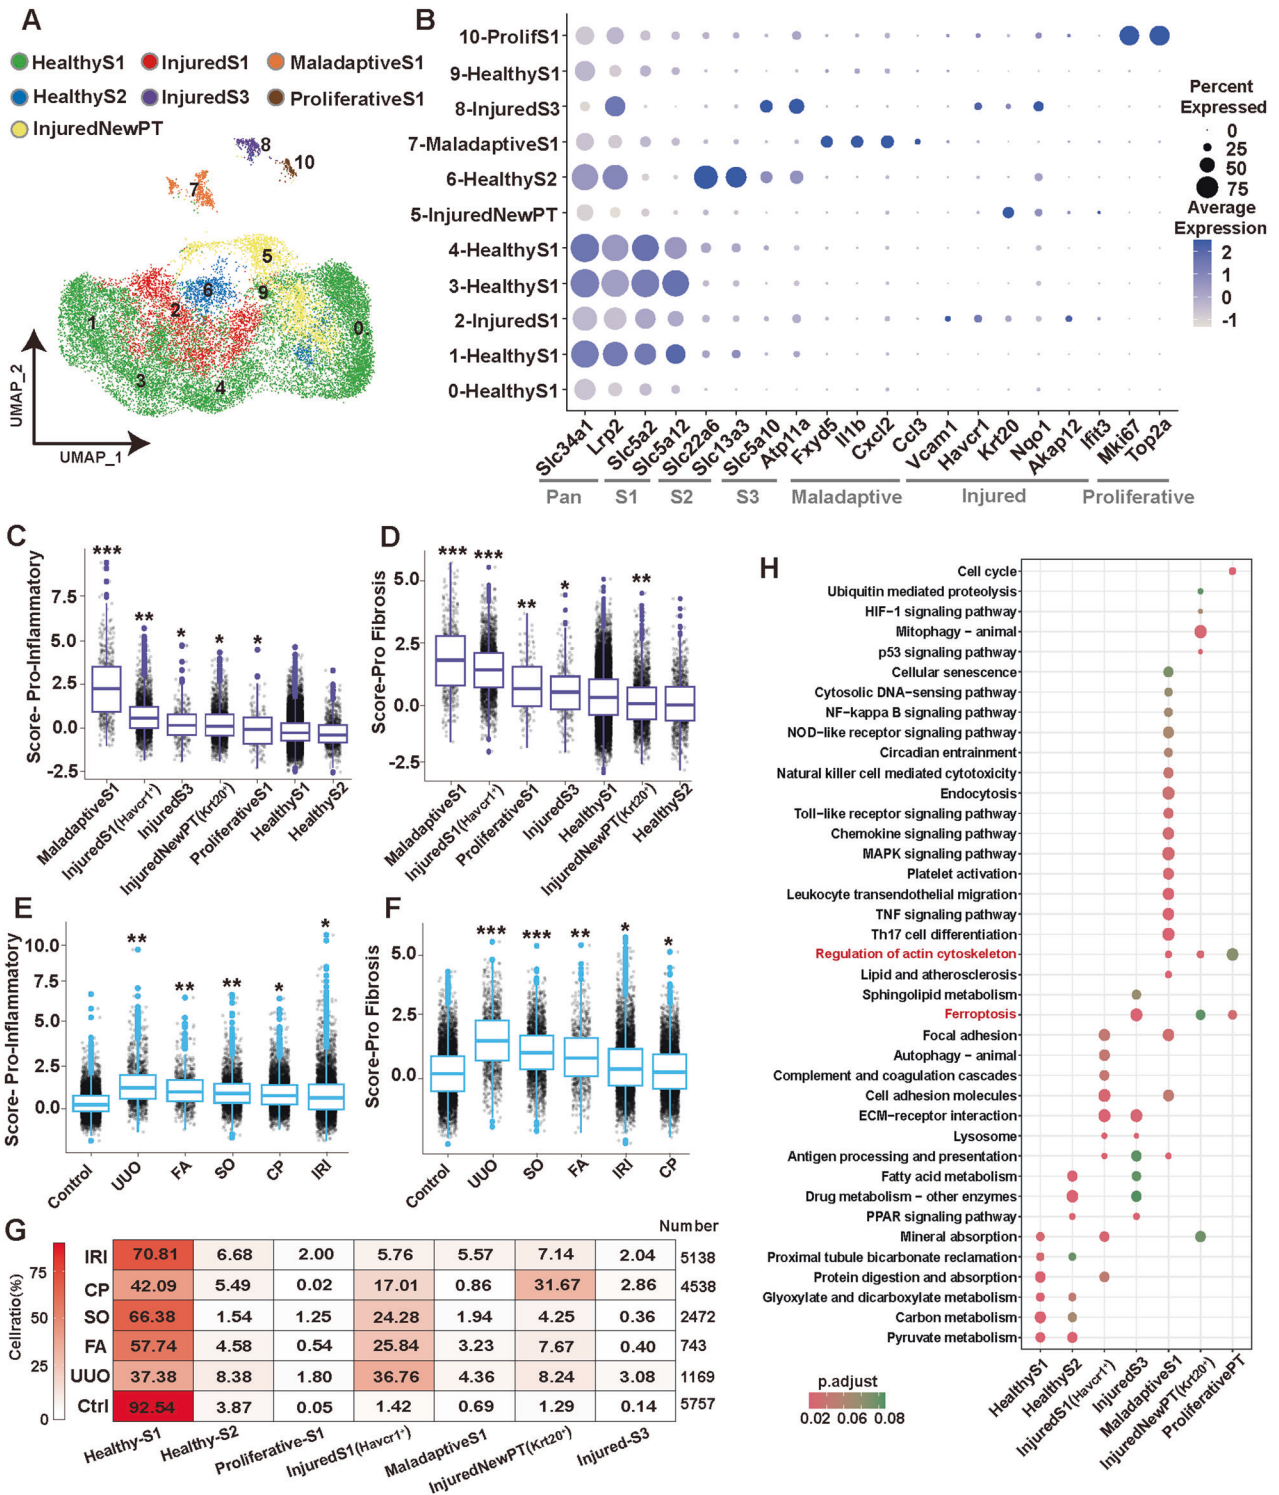 A
HealthyS1
InjuredS1
MaladaptiveS1
HealthyS2
InjuredS3
ProliferativeS1
InjuredNewPT
8
10
7
5
6
9
2
1
0
3
4
UMAP_2
UMAP_1
B
10-ProlifS1
9-HealthyS1
8-InjuredS3
7-MaladaptiveS1
6-HealthyS2
5-InjuredNewPT
4-HealthyS1
3-HealthyS1
2-InjuredS1
1-HealthyS1
0-HealthyS1
Slc34a1
Lrp2
Slc5a2
Slc5a12
Slc22a6
Slc13a3
Slc5a10
Atp11a
Fxyd5
Il1b
Cxcl2
Ccl3
Vcam1
Havcr1
Krt20
Nqo1
Akap12
Ifit3
Mki67
Top2a
Pan
S1
S2
S3
Maladaptive
Injured
Proliferative
Percent
Expressed
0
25
50
75
Average
Expression
2
1
0
-1
C
Score- Pro-Inflammatory
7.5
5.0
2.5
0.0
-2.5
***
**
*
*
*
MaladaptiveS1
InjuredS1(Havcr1+)
InjuredS3
InjuredNewPT(Krt20+)
ProliferativeS1
HealthyS1
HealthyS2
D
Score-Pro Fibrosis
5.0
2.5
0.0
-2.5
***
***
**
*
**
MaladaptiveS1
InjuredS1(Havcr1+)
ProliferativeS1
InjuredS3
HealthyS1
InjuredNewPT(Krt20+)
HealthyS2
E
Score- Pro-Inflammatory
10.0
7.5
5.0
2.5
0.0
**
**
**
*
*
Control
UUO
FA
SO
CP
IRI
F
Score-Pro Fibrosis
5.0
2.5
0.0
***
***
**
*
*
Control
UUO
SO
FA
IRI
CP
G
Cellratio(%)
75
50
25
0
Number
IRI 70.81 6.68 2.00 5.76 5.57 7.14 2.04 5138
CP 42.09 5.49 0.02 17.01 0.86 31.67 2.86 4538
SO 66.38 1.54 1.25 24.28 1.94 4.25 0.36 2472
FA 57.74 4.58 0.54 25.84 3.23 7.67 0.40 743
UUO 37.38 8.38 1.80 36.76 4.36 8.24 3.08 1169
Ctrl 92.54 3.87 0.05 1.42 0.69 1.29 0.14 5757
Healthy-S1
Healthy-S2
Proliferative-S1
InjuredS1(Havcr1+)
MaladaptiveS1
InjuredNewPT(Krt20+)
Injured-S3
H
Cell cycle
Ubiquitin mediated proteolysis
HIF−1 signaling pathway
Mitophagy − animal
p53 signaling pathway
Cellular senescence
Cytosolic DNA−sensing pathway
NF−kappa B signaling pathway
NOD−like receptor signaling pathway
Circadian entrainment
Natural killer cell mediated cytotoxicity
Endocytosis
Toll−like receptor signaling pathway
Chemokine signaling pathway
MAPK signaling pathway
Platelet activation
Leukocyte transendothelial migration
TNF signaling pathway
Th17 cell differentiation
Regulation of actin cytoskeleton
Lipid and atherosclerosis
Sphingolipid metabolism
Ferroptosis
Focal adhesion
Autophagy − animal
Complement and coagulation cascades
Cell adhesion molecules
ECM−receptor interaction
Lysosome
Antigen processing and presentation
Fatty acid metabolism
Drug metabolism − other enzymes
PPAR signaling pathway
Mineral absorption
Proximal tubule bicarbonate reclamation
Protein digestion and absorption
Glyoxylate and dicarboxylate metabolism
Carbon metabolism
Pyruvate metabolism
HealthyS1
HealthyS2
InjuredS1(Havcr1+)
InjuredS3
MaladaptiveS1
InjuredNewPT(Krt20+)
ProliferativePT
p.adjust
0.02 0.06 0.08